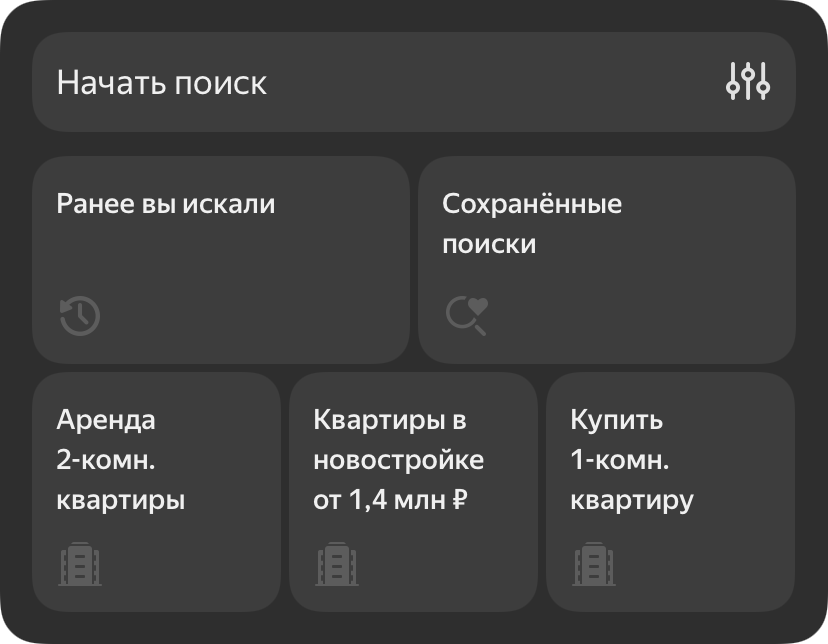 Начать поиск
Ранее вы искали
Сохранённые
поиски
Аренда
2-комн.
квартиры
Квартиры в
новостройке
от 1,4 млн ₽
Купить
1-комн.
квартиру